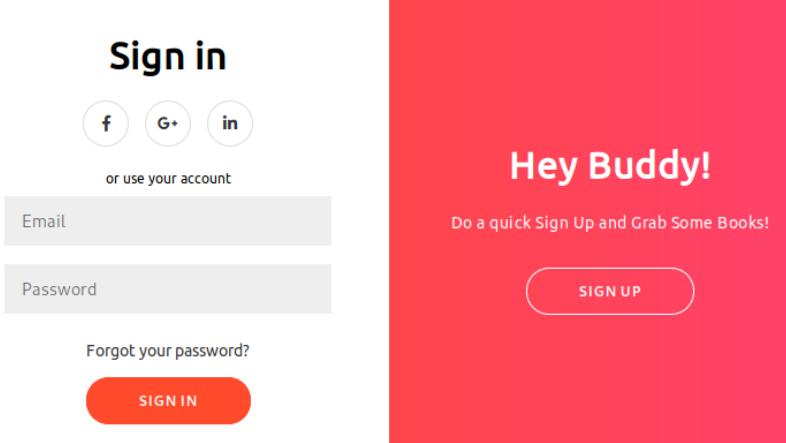 Sign in
f G+ in
or use your account
Email
Password
Forgot your password?
SIGN IN
Hey Buddy!
Do a quick Sign Up and Grab Some Books!
SIGN UP